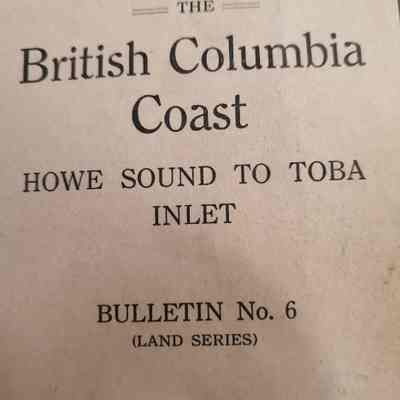 THE
British Columbia
Coast
HOWE SOUND TO TOBA
INLET
BULLETIN No. 6
(LAND SERIES)